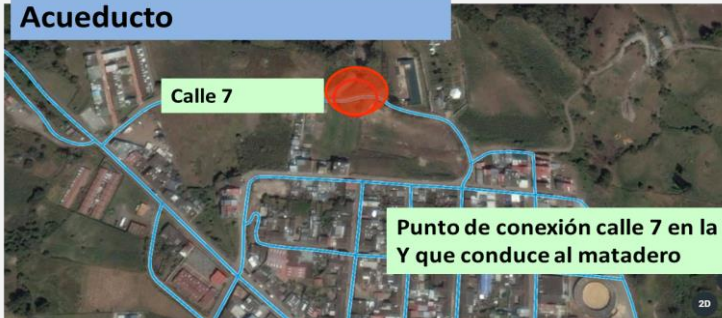 Acueducto
Calle 7
Punto de conexión calle 7 en la
Y que conduce al matadero
2D